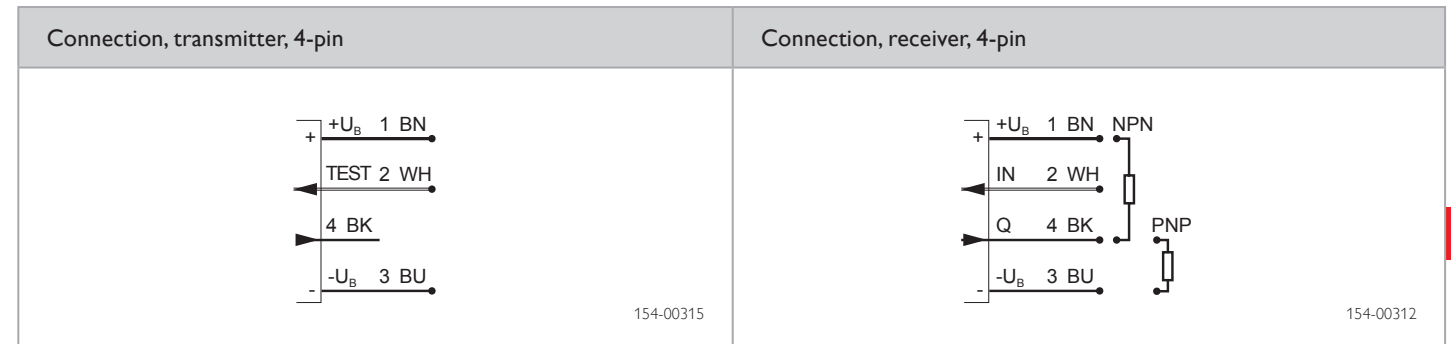 Connection, transmitter, 4-pin
+ +UB 1 BN
TEST 2 WH
4 BK
- -UB 3 BU
154-00315
Connection, receiver, 4-pin
+ +UB 1 BN NPN
IN 2 WH
Q 4 BK PNP
- -UB 3 BU
154-00312